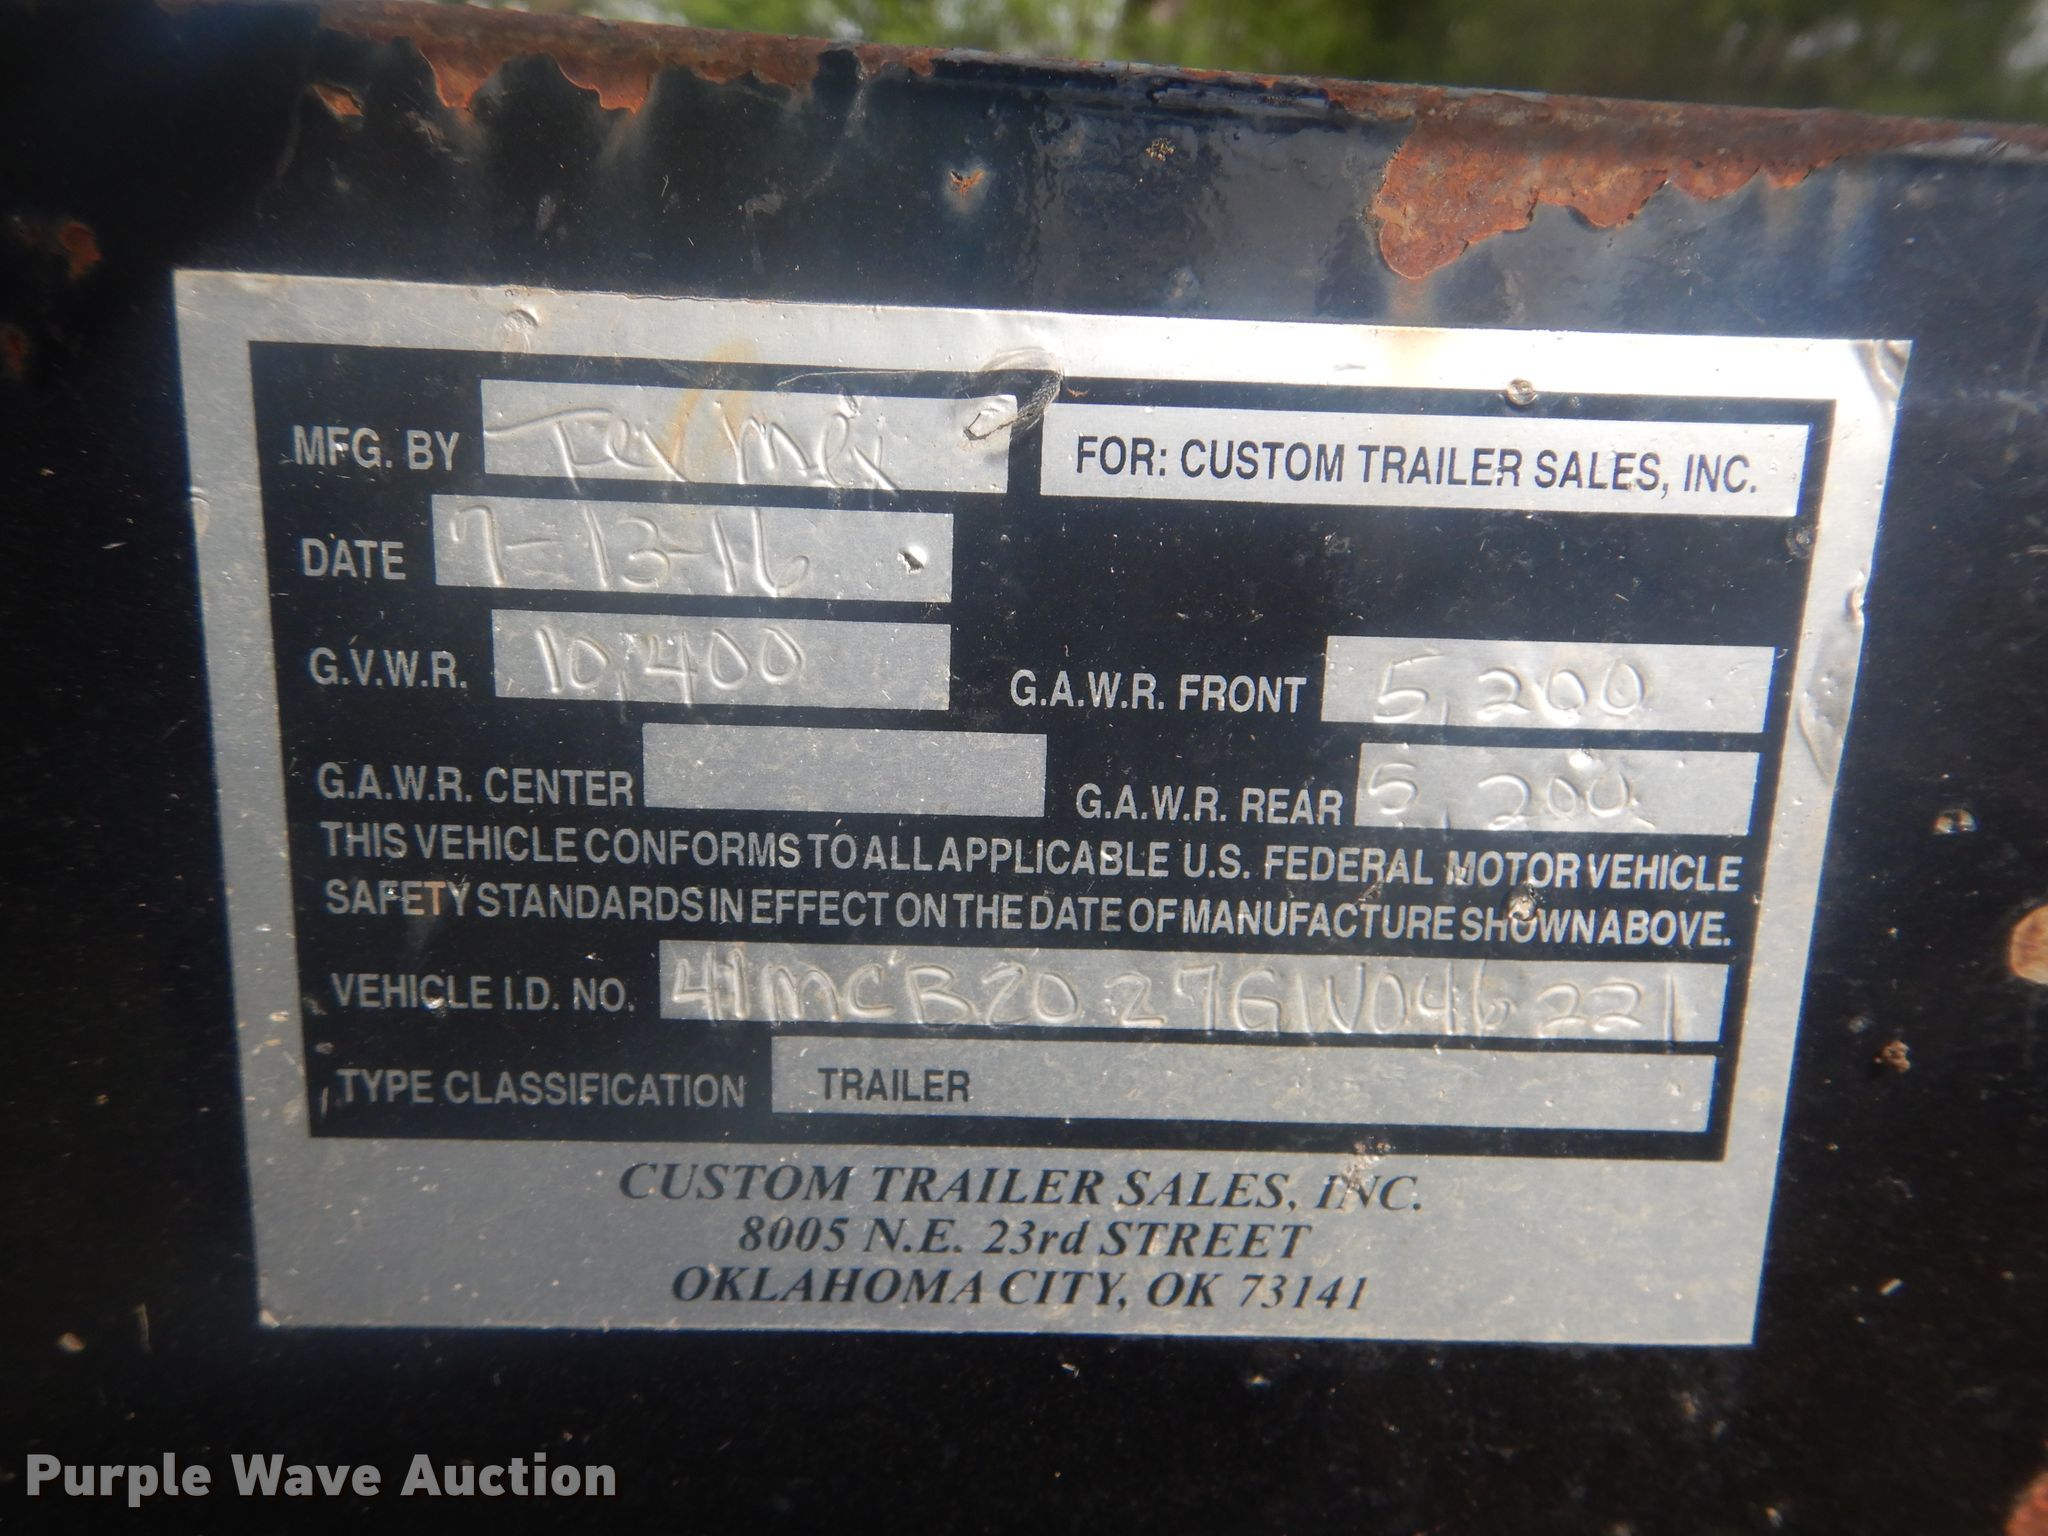 MFG. BY Tex Mex FOR: CUSTOM TRAILER SALES, INC.
DATE 7-13-16
G.V.W.R. 10,400 G.A.W.R. FRONT 5,200
G.A.W.R. CENTER G.A.W.R. REAR 5,200
THIS VEHICLE CONFORMS TO ALL APPLICABLE U.S. FEDERAL MOTOR VEHICLE
SAFETY STANDARDS IN EFFECT ON THE DATE OF MANUFACTURE SHOWN ABOVE.
VEHICLE I.D. NO. 41MCB2027GW046221
TYPE CLASSIFICATION TRAILER
CUSTOM TRAILER SALES, INC.
8005 N.E. 23rd STREET
OKLAHOMA CITY, OK 73141
Purple Wave Auction